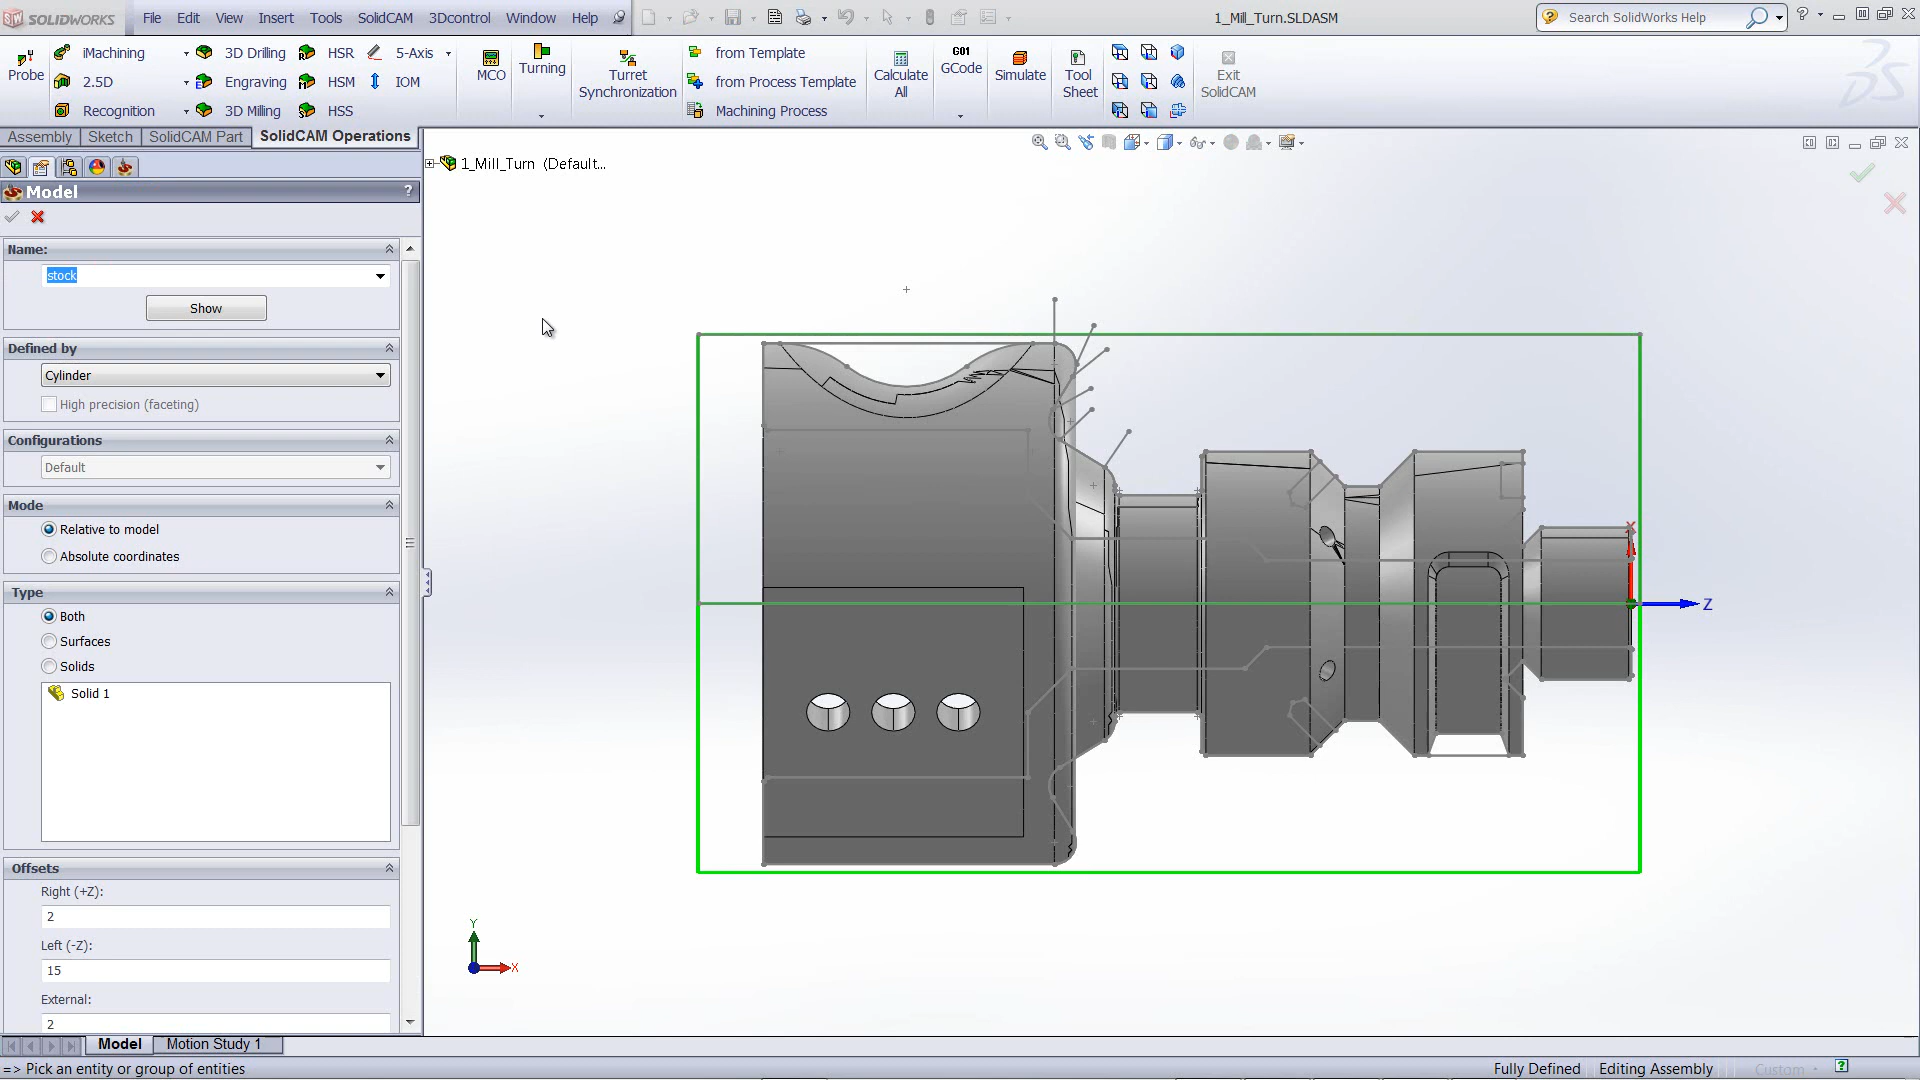 SOLIDWORKS File Edit View Insert Tools SolidCAM 3Dcontrol Window Help 1_Mill_Turn.SLDASM Search SolidWorks Help
Probe
iMachining 3D Drilling HSR 5-Axis
2.5D Engraving HSM IOM
Recognition 3D Milling HSS
MCO
Turning
Turret
Synchronization
from Template
from Process Template
Machining Process
Calculate
All
G01
GCode
Simulate
Tool
Sheet
Exit
SolidCAM
Assembly Sketch SolidCAM Part SolidCAM Operations
1_Mill_Turn (Default...
Model ?
Name:
stock
Show
Defined by
Cylinder
High precision (faceting)
Configurations
Default
Mode
Relative to model
Absolute coordinates
Type
Both
Surfaces
Solids
Solid 1
Offsets
Right (+Z):
2
Left (-Z):
15
External:
2
X
Z
Y
X
Model Motion Study 1
=> Pick an entity or group of entities Fully Defined Editing Assembly Custom